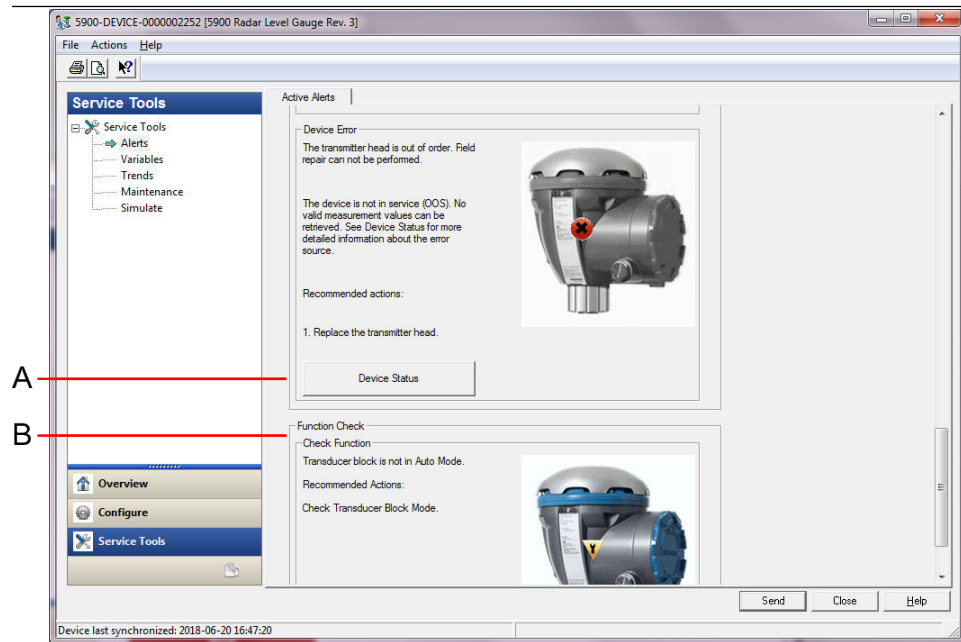 5900-DEVICE-0000002252 [5900 Radar Level Gauge Rev. 3]
File Actions Help
Service Tools
Service Tools
Alerts
Variables
Trends
Maintenance
Simulate
Overview
Configure
Service Tools
Active Alerts
Device Error
The transmitter head is out of order. Field
repair can not be performed.
The device is not in service (OOS). No
valid measurement values can be
retrieved. See Device Status for more
detailed information about the error
source.
Recommended actions:
1. Replace the transmitter head.
A
Device Status
B
Function Check
Check Function
Transducer block is not in Auto Mode.
Recommended Actions:
Check Transducer Block Mode.
Send Close Help
Device last synchronized: 2018-06-20 16:47:20